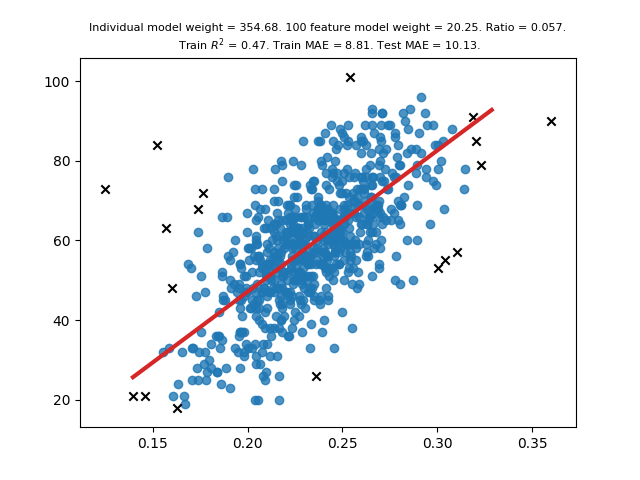 Individual model weight = 354.68. 100 feature model weight = 20.25. Ratio = 0.057.
Train R² = 0.47. Train MAE = 8.81. Test MAE = 10.13.
100
80
60
40
20
0.15 0.20 0.25 0.30 0.35